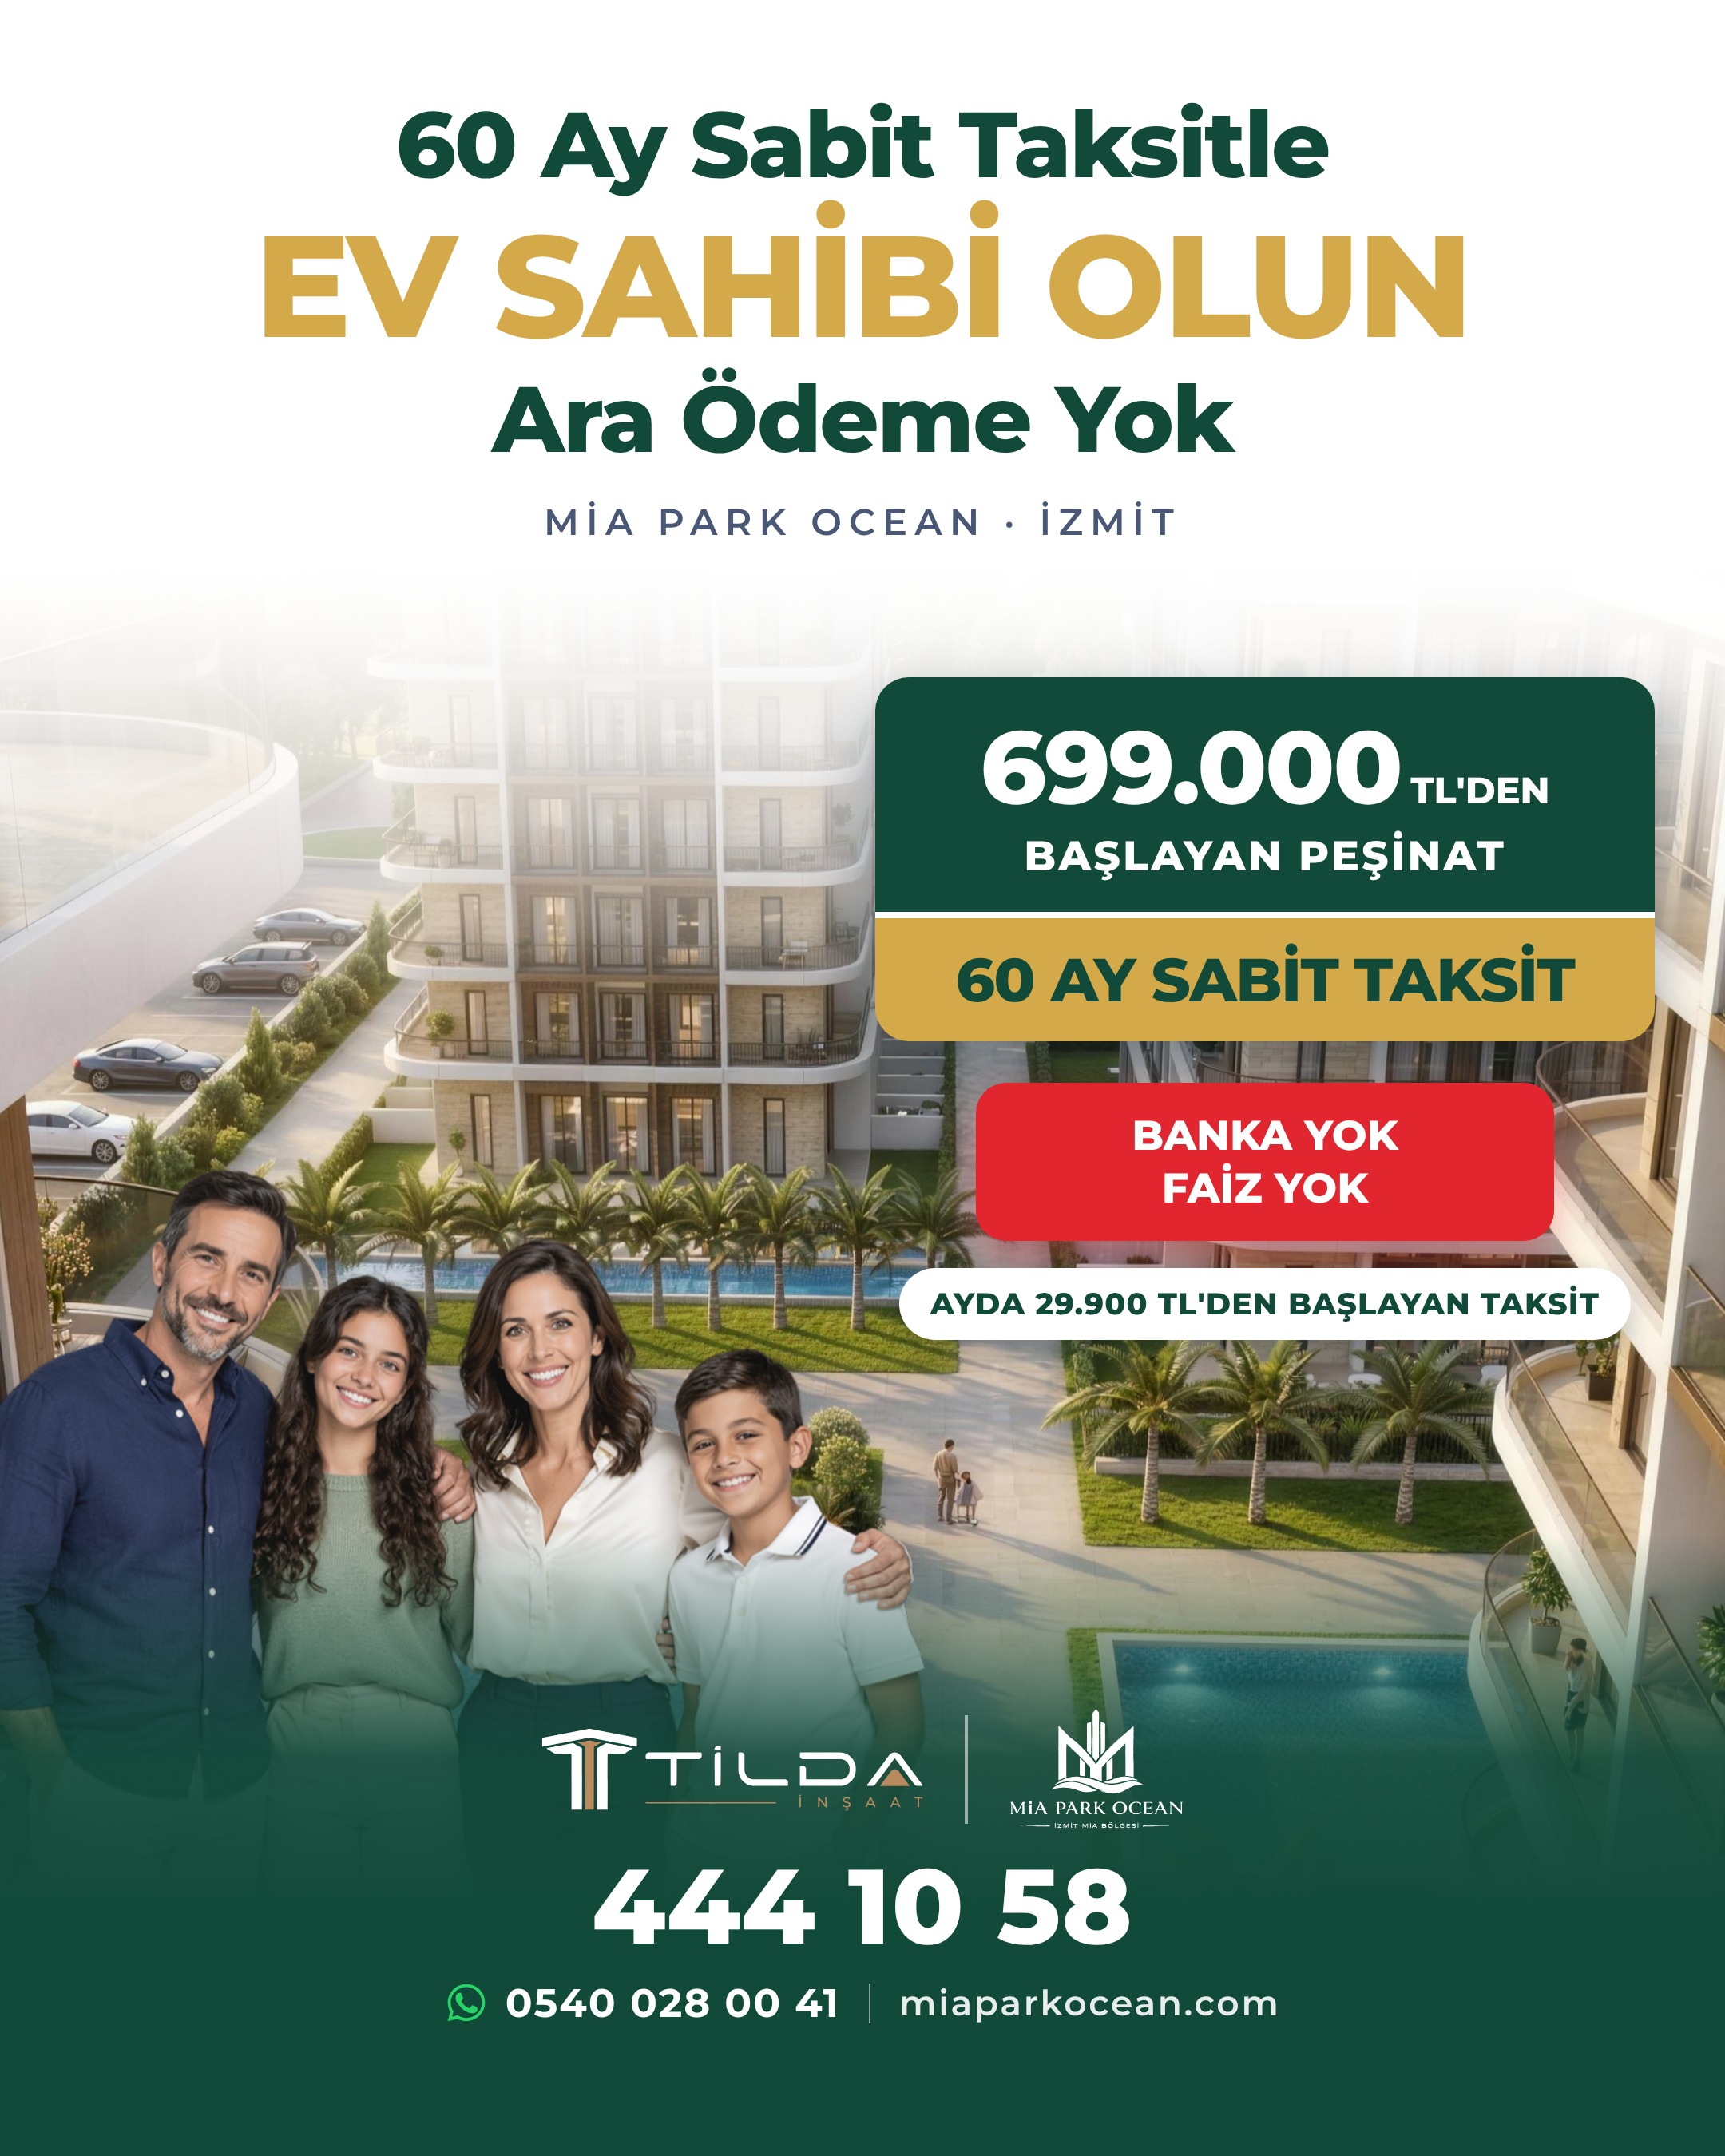 60 Ay Sabit Taksitle
EV SAHİBİ OLUN
Ara Ödeme Yok
MİA PARK OCEAN · İZMİT
699.000 TL'DEN
BAŞLAYAN PEŞİNAT
60 AY SABİT TAKSİT
BANKA YOK
FAİZ YOK
AYDA 29.900 TL'DEN BAŞLAYAN TAKSİT
TİLDA
İNŞAAT
MİA PARK OCEAN
İZMİT MİA BÖLGESİ
444 10 58
0540 028 00 41
miaparkocean.com